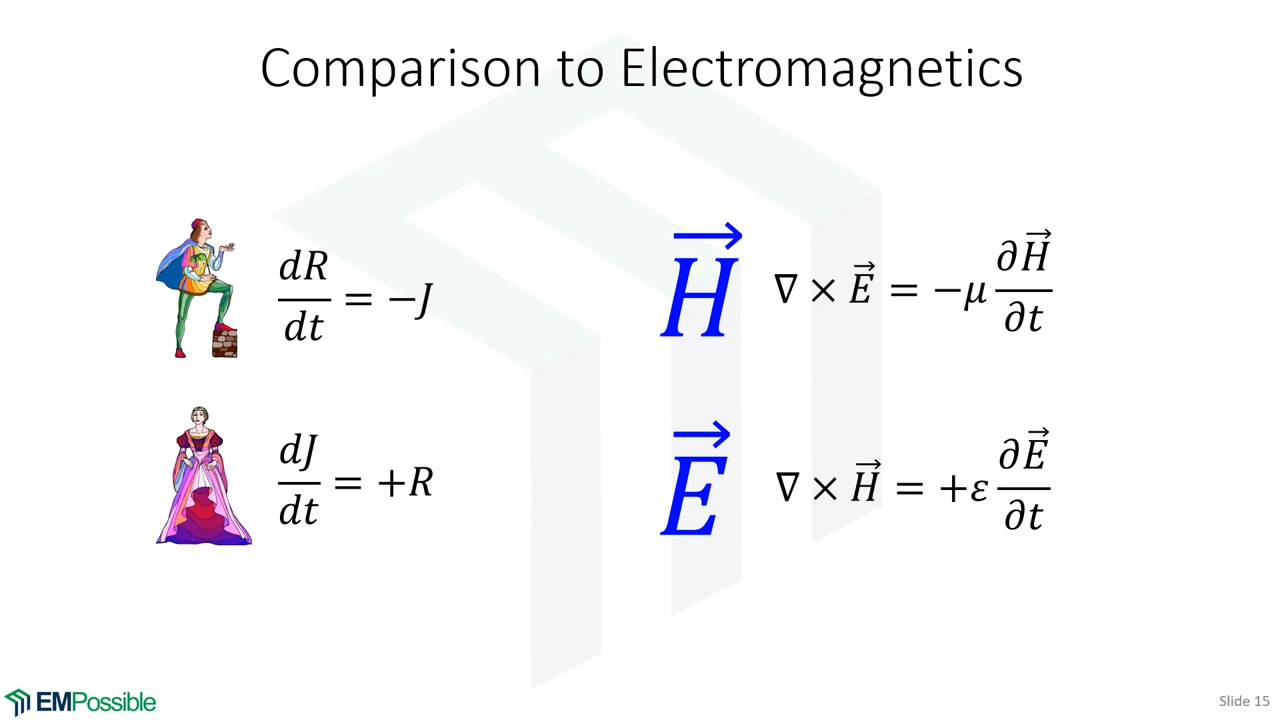 Comparison to Electromagnetics
dR/dt = −J
H⃗
∇ × E⃗ = −μ ∂H⃗/∂t
dJ/dt = +R
E⃗
∇ × H⃗ = +ε ∂E⃗/∂t
EMPossible
Slide 15